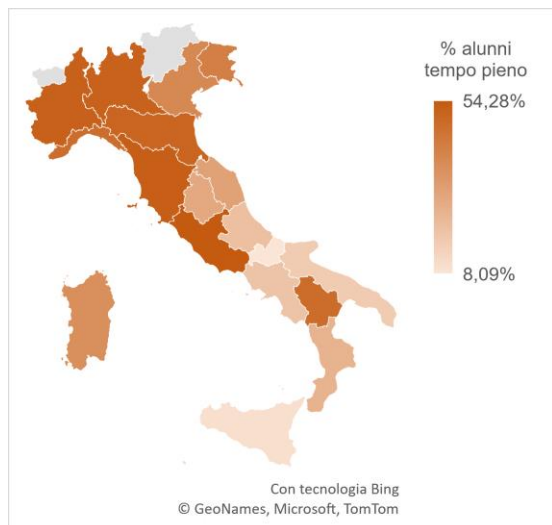 % alunni
tempo pieno
54,28%
8,09%
Con tecnologia Bing
© GeoNames, Microsoft, TomTom